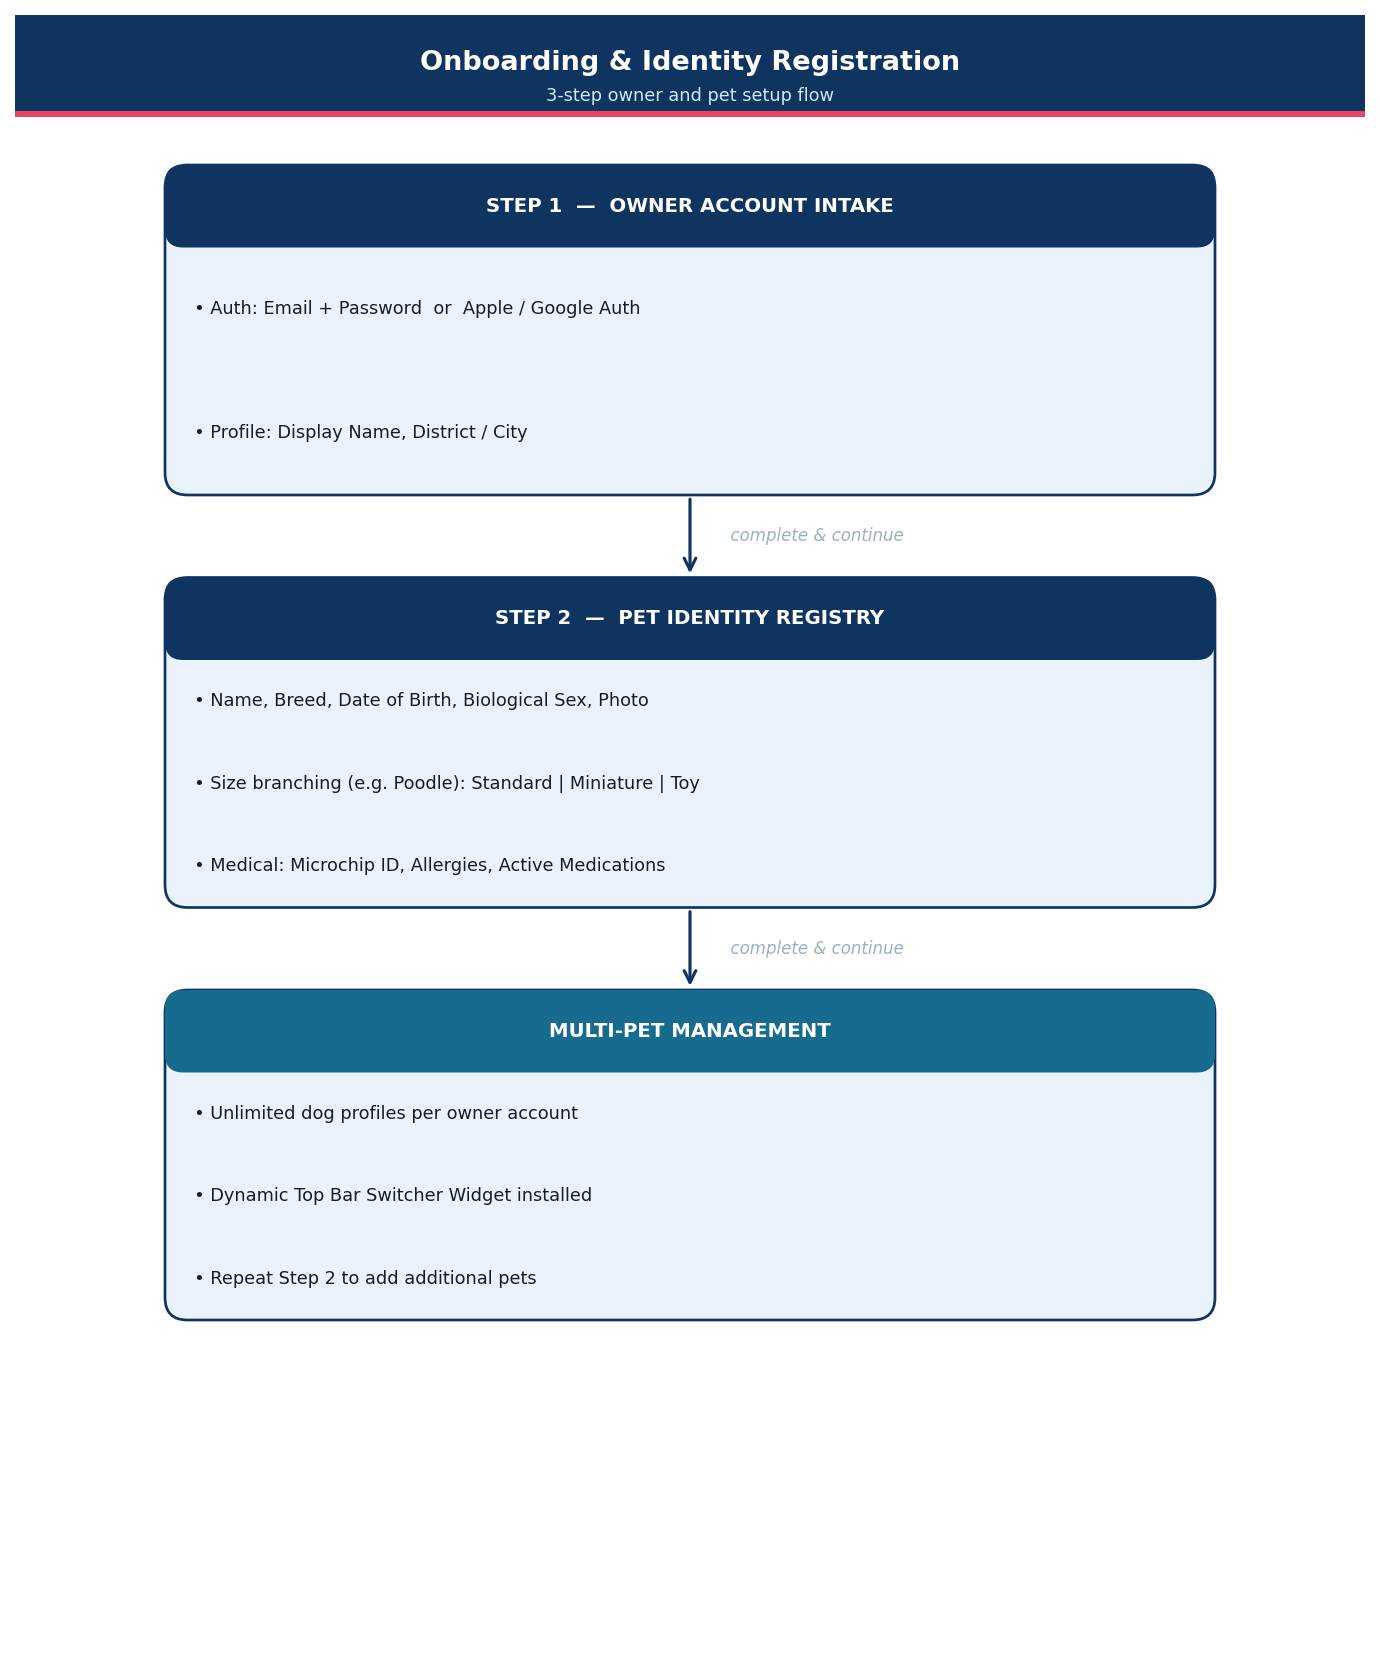 Onboarding & Identity Registration
3-step owner and pet setup flow
STEP 1 — OWNER ACCOUNT INTAKE
• Auth: Email + Password or Apple / Google Auth
• Profile: Display Name, District / City
complete & continue
STEP 2 — PET IDENTITY REGISTRY
• Name, Breed, Date of Birth, Biological Sex, Photo
• Size branching (e.g. Poodle): Standard | Miniature | Toy
• Medical: Microchip ID, Allergies, Active Medications
complete & continue
MULTI-PET MANAGEMENT
• Unlimited dog profiles per owner account
• Dynamic Top Bar Switcher Widget installed
• Repeat Step 2 to add additional pets